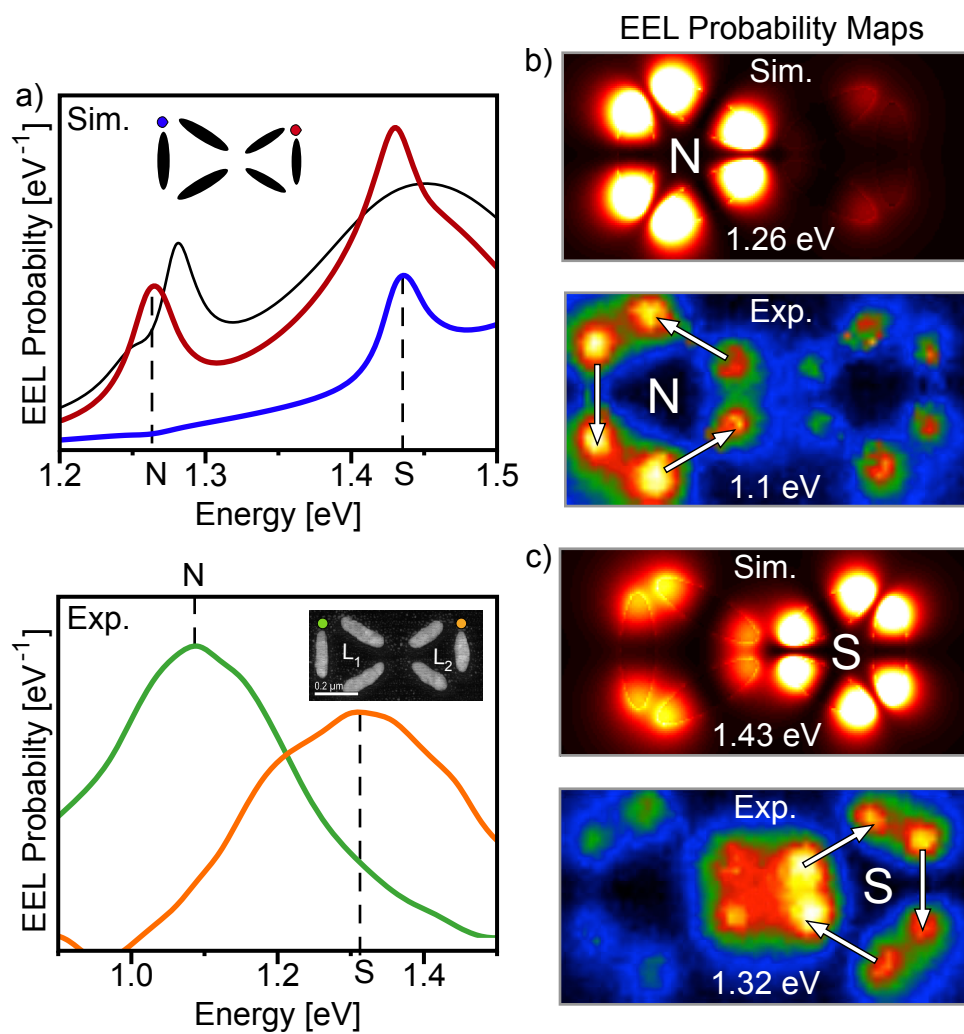 EEL Probability Maps
a)
Sim.
EEL Probabilty [eV⁻¹]
1.2
N
1.3
1.4
S
1.5
Energy [eV]
Exp.
N
L₁
L₂
0.2 µm
EEL Probability [eV⁻¹]
1.0
1.2
S
1.4
Energy [eV]
b)
Sim.
N
1.26 eV
Exp.
N
1.1 eV
c)
Sim.
S
1.43 eV
Exp.
S
1.32 eV